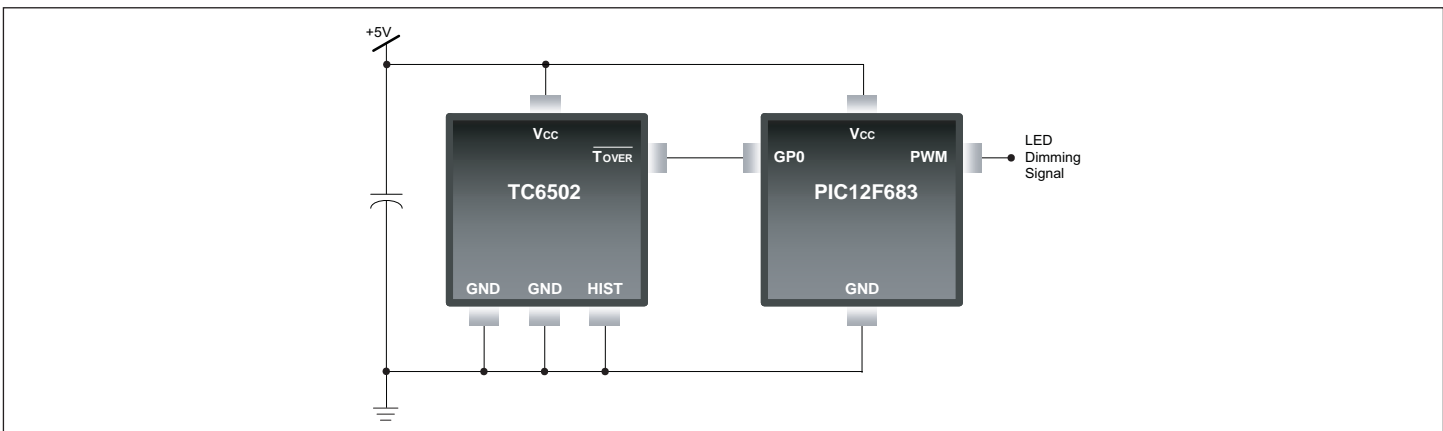 +5V
Vcc
TOVER
TC6502
GND GND HIST
Vcc
GP0 PWM
PIC12F683
GND
LED
Dimming
Signal